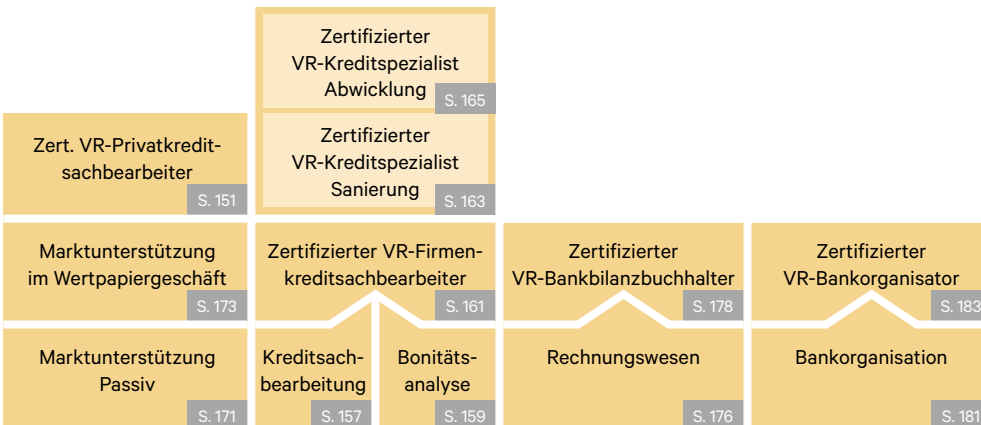 Zertifizierter
VR-Kreditspezialist
Abwicklung
S. 165
Zert. VR-Privatkredit-
sachbearbeiter
S. 151
Zertifizierter
VR-Kreditspezialist
Sanierung
S. 163
Marktunterstützung
im Wertpapiergeschäft
S. 173
Zertifizierter VR-Firmen-
kreditsachbearbeiter
S. 161
Zertifizierter
VR-Bankbilanzbuchhalter
S. 178
Zertifizierter
VR-Bankorganisator
S. 183
Marktunterstützung
Passiv
S. 171
Kreditsach-
bearbeitung
S. 157
Bonitäts-
analyse
S. 159
Rechnungswesen
S. 176
Bankorganisation
S. 181